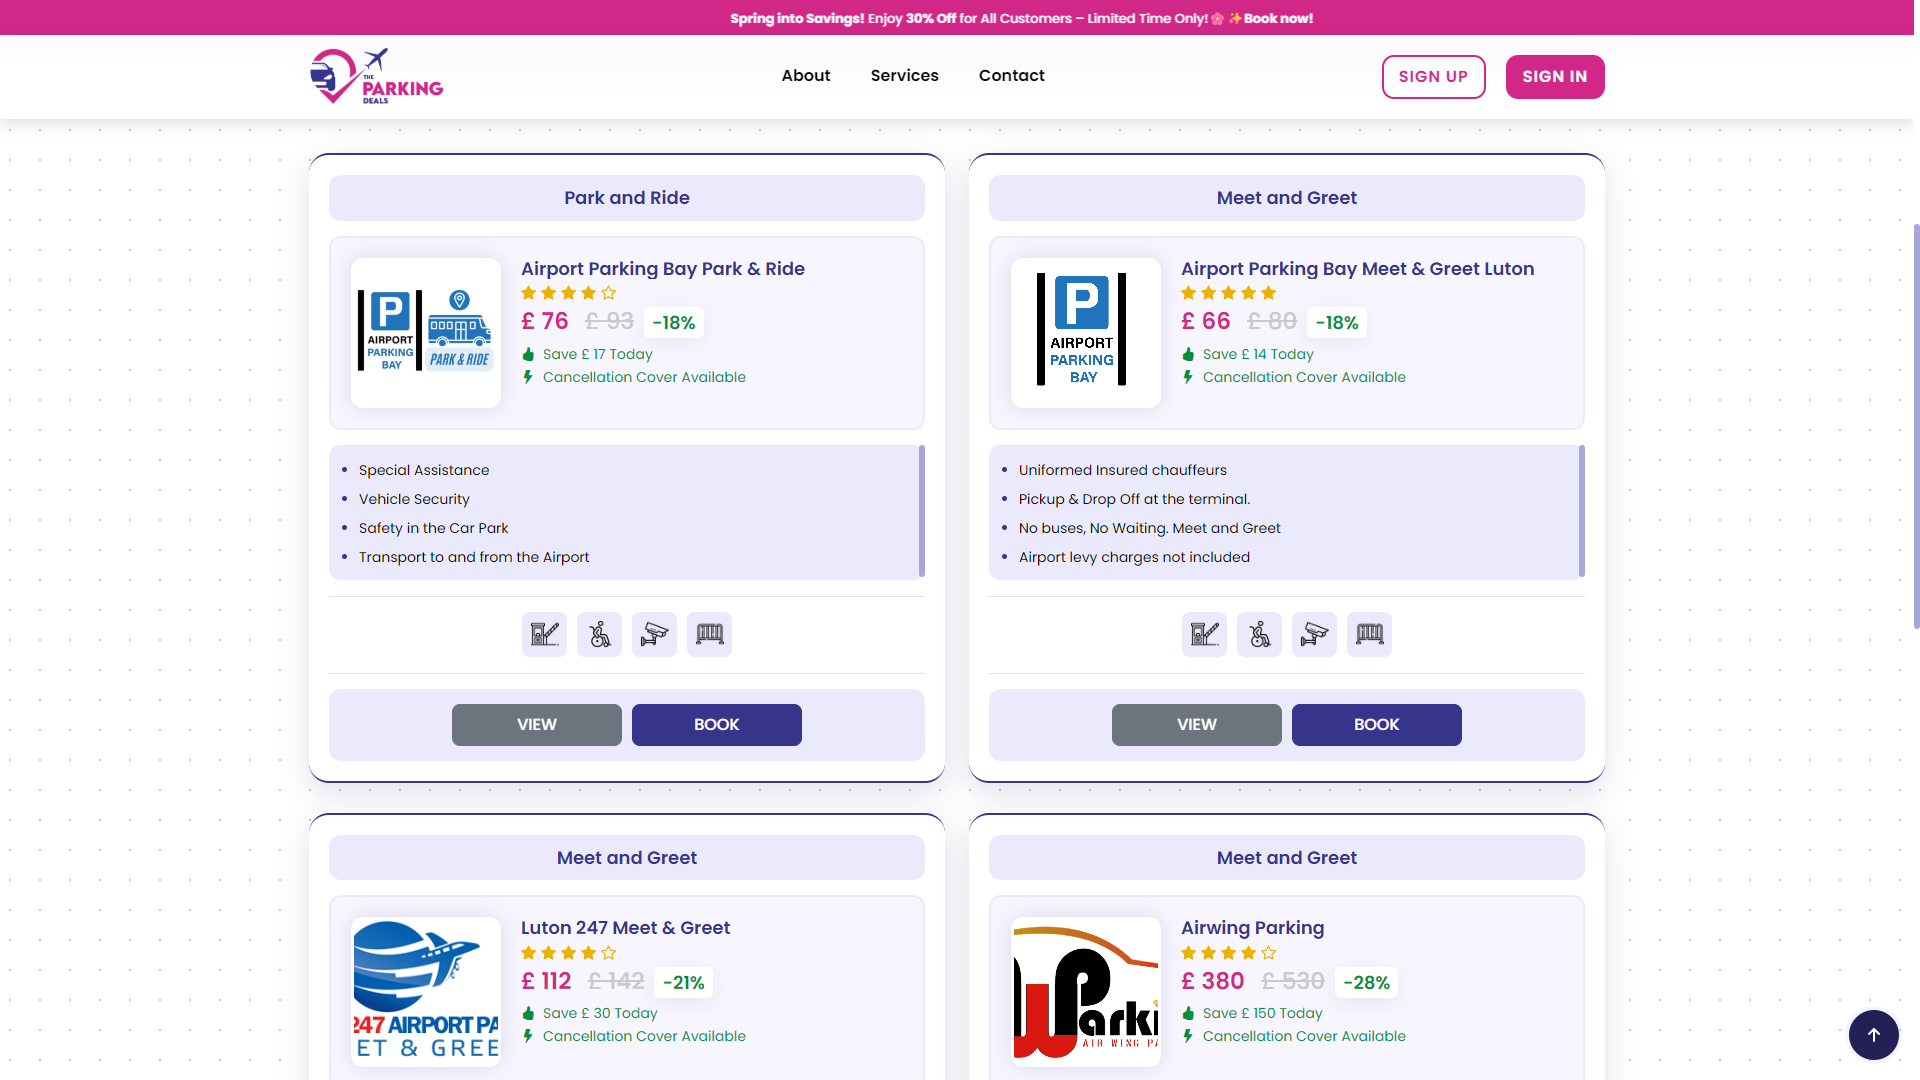 Spring into Savings! Enjoy 30% Off for All Customers – Limited Time Only! 🌸 ✨ Book now!
THE
PARKING
DEALS
About Services Contact
SIGN UP SIGN IN
Park and Ride
AIRPORT
PARKING
BAY
P
PARK & RIDE
Airport Parking Bay Park & Ride
£ 76 £ 93 -18%
Save £ 17 Today
Cancellation Cover Available
Special Assistance
Vehicle Security
Safety in the Car Park
Transport to and from the Airport
VIEW BOOK
Meet and Greet
P
AIRPORT
PARKING
BAY
Airport Parking Bay Meet & Greet Luton
£ 66 £ 80 -18%
Save £ 14 Today
Cancellation Cover Available
Uniformed Insured chauffeurs
Pickup & Drop Off at the terminal.
No buses, No Waiting. Meet and Greet
Airport levy charges not included
VIEW BOOK
Meet and Greet
247 AIRPORT PA
ET & GREE
Luton 247 Meet & Greet
£ 112 £ 142 -21%
Save £ 30 Today
Cancellation Cover Available
Meet and Greet
Parki
AIR WING PA
Airwing Parking
£ 380 £ 530 -28%
Save £ 150 Today
Cancellation Cover Available